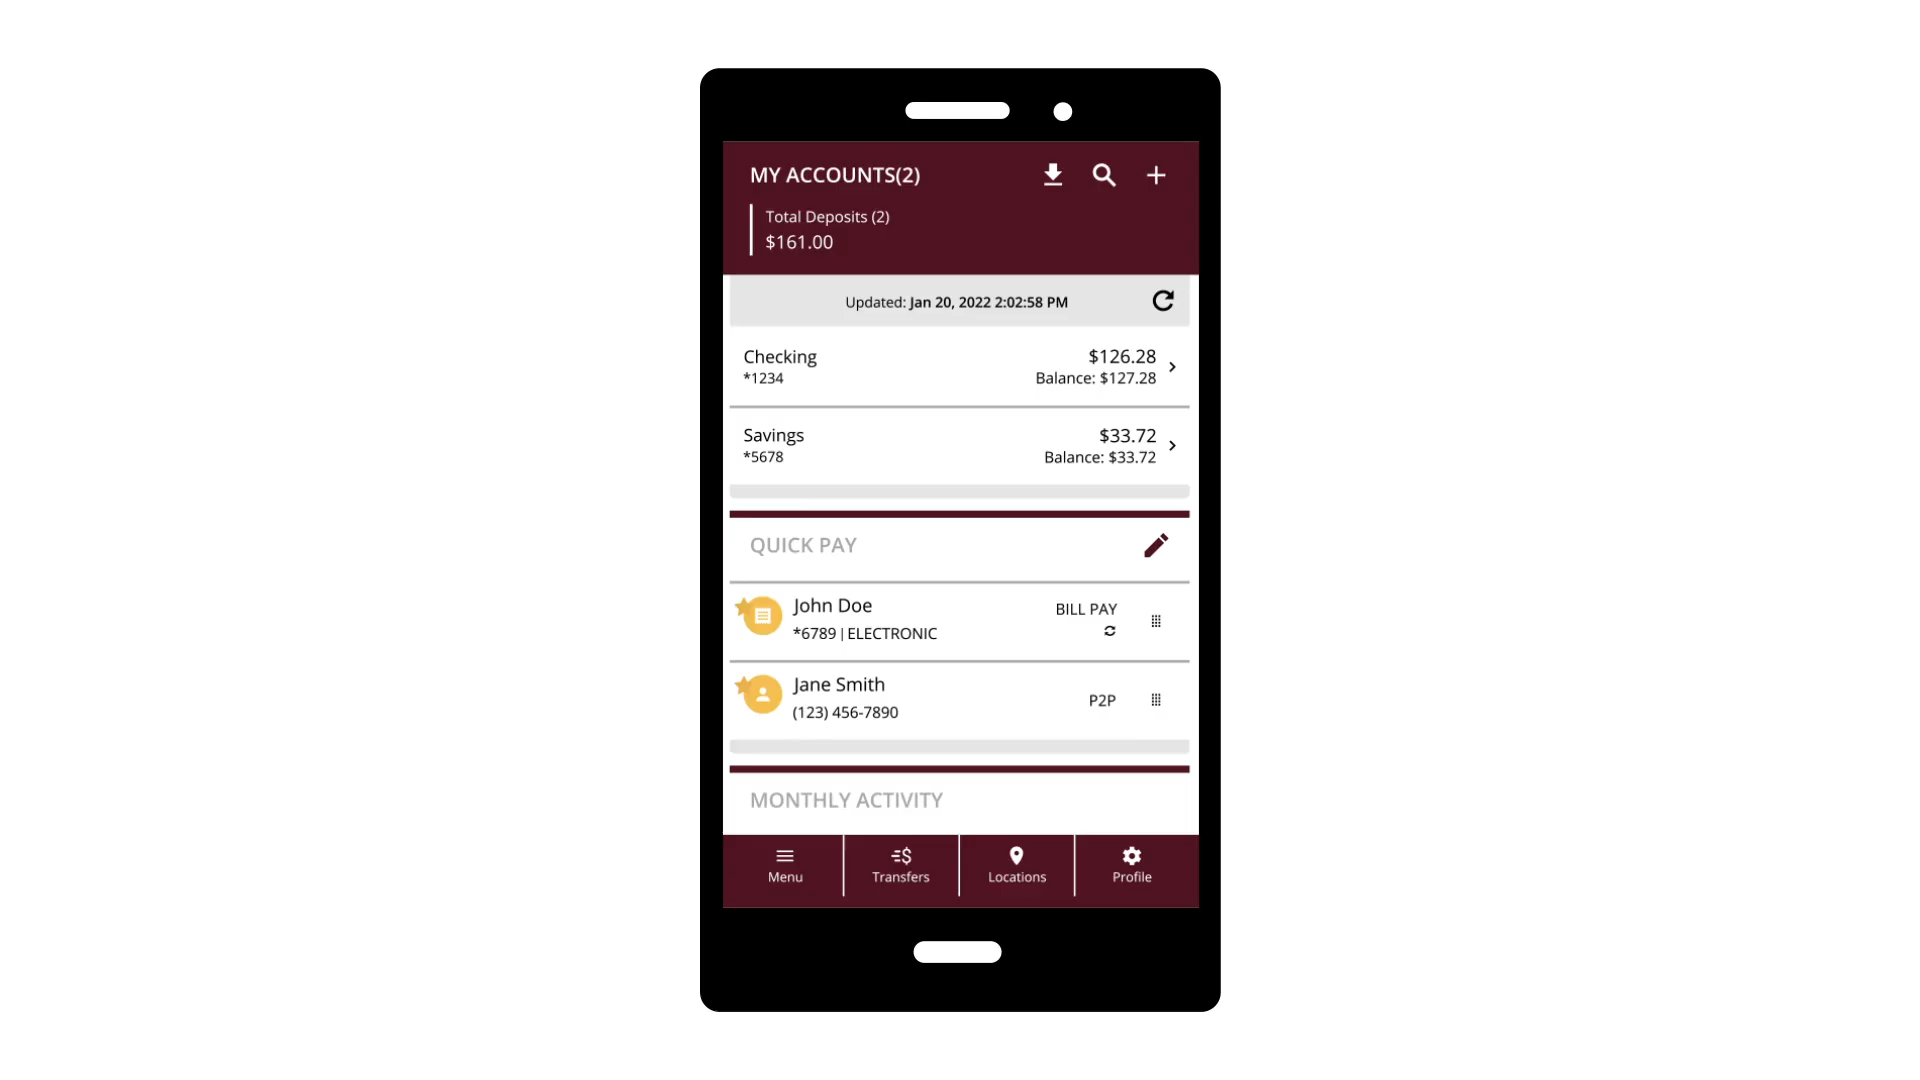 MY ACCOUNTS(2)
Total Deposits (2)
$161.00
Updated: Jan 20, 2022 2:02:58 PM
Checking
$126.28
*1234
Balance: $127.28
Savings
$33.72
*5678
Balance: $33.72
QUICK PAY
John Doe
BILL PAY
*6789 | ELECTRONIC
Jane Smith
P2P
(123) 456-7890
MONTHLY ACTIVITY
Menu
Transfers
Locations
Profile